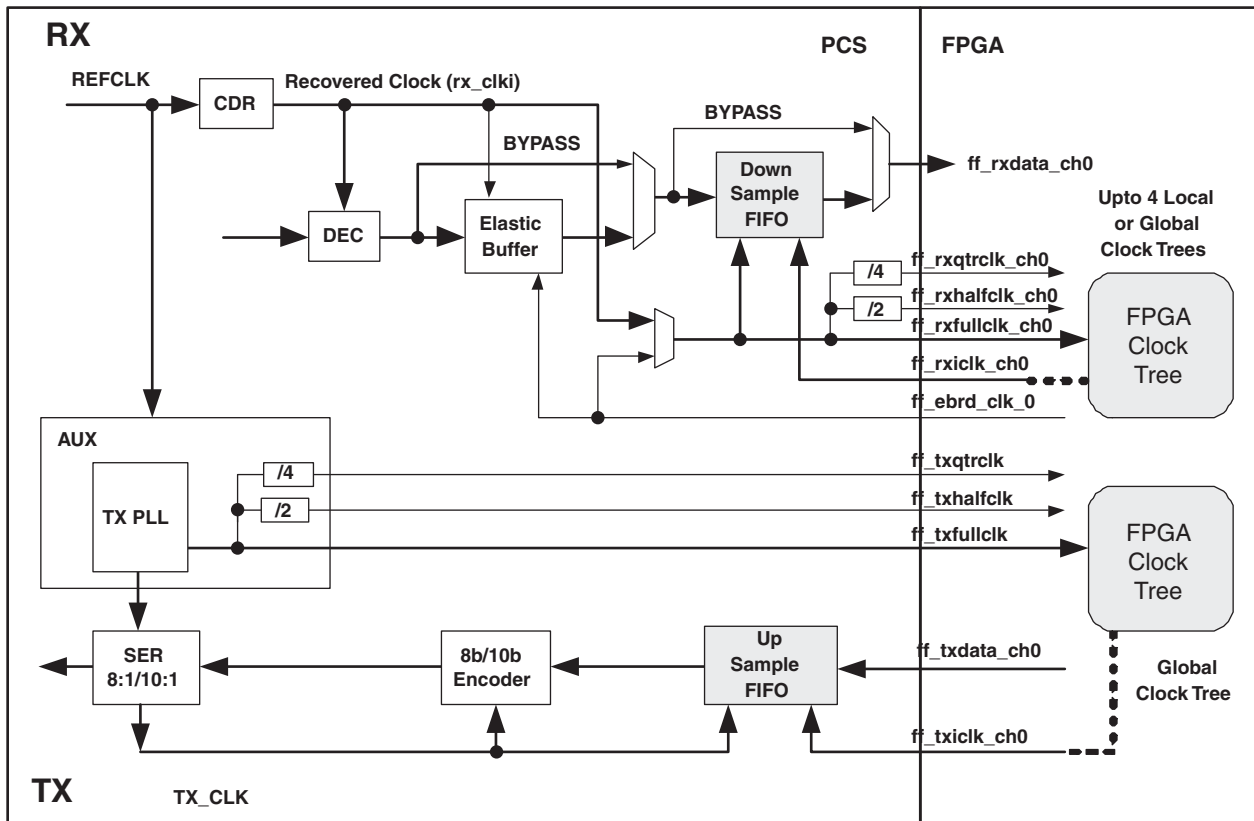 RX
PCS
FPGA
REFCLK
CDR
Recovered Clock (rx_clki)
BYPASS
BYPASS
ff_rxdata_ch0
DEC
Elastic
Buffer
Down
Sample
FIFO
Upto 4 Local
or Global
Clock Trees
/4
ff_rxqtrclk_ch0
/2
ff_rxhalfclk_ch0
ff_rxfullclk_ch0
ff_rxiclk_ch0
ff_ebrd_clk_0
FPGA
Clock
Tree
AUX
TX PLL
/4
ff_txqtrclk
/2
ff_txhalfclk
ff_txfullclk
FPGA
Clock
Tree
SER
8:1/10:1
8b/10b
Encoder
Up
Sample
FIFO
ff_txdata_ch0
Global
Clock Tree
ff_txiclk_ch0
TX
TX_CLK